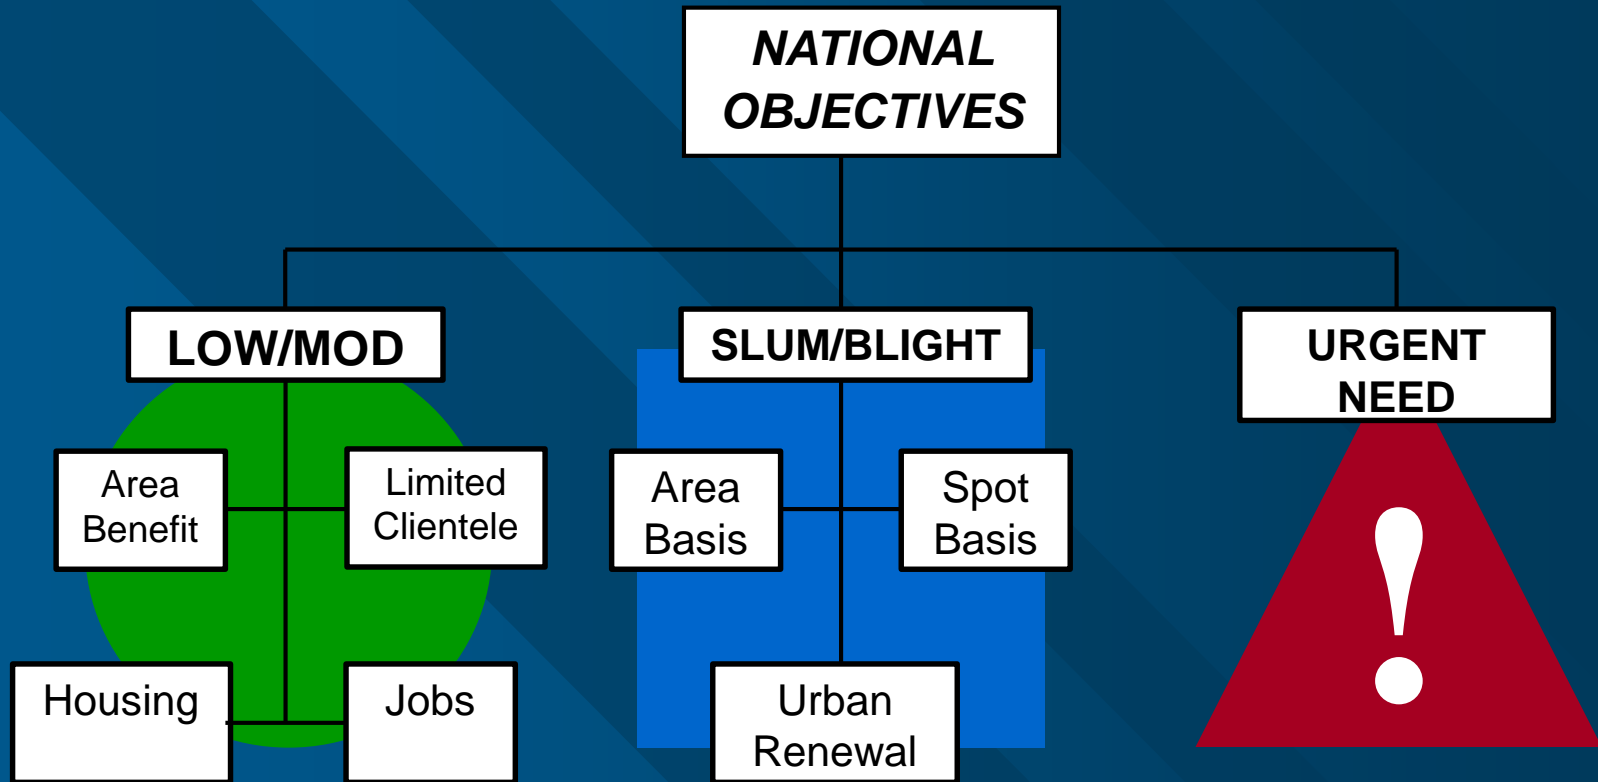 NATIONAL
OBJECTIVES
LOW/MOD
SLUM/BLIGHT
URGENT
NEED
Area
Benefit
Limited
Clientele
Area
Basis
Spot
Basis
!
Housing
Jobs
Urban
Renewal